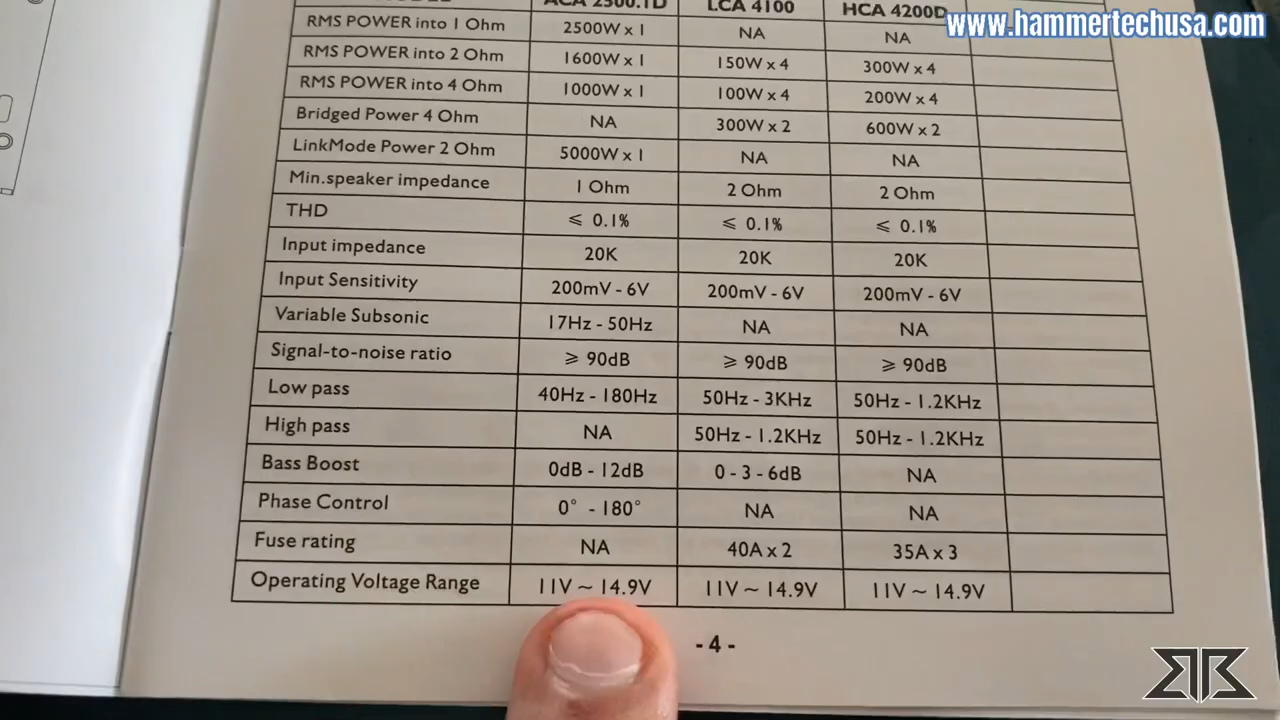 www.hammertechusa.com
ACA 2500.1D LCA 4100 HCA 4200D
RMS POWER into 1 Ohm 2500W x 1 NA NA
RMS POWER into 2 Ohm 1600W x 1 150W x 4 300W x 4
RMS POWER into 4 Ohm 1000W x 1 100W x 4 200W x 4
Bridged Power 4 Ohm NA 300W x 2 600W x 2
LinkMode Power 2 Ohm 5000W x 1 NA NA
Min.speaker impedance 1 Ohm 2 Ohm 2 Ohm
THD ⩽ 0.1% ⩽ 0.1% ⩽ 0.1%
Input impedance 20K 20K 20K
Input Sensitivity 200mV - 6V 200mV - 6V 200mV - 6V
Variable Subsonic 17Hz - 50Hz NA NA
Signal-to-noise ratio ⩾ 90dB ⩾ 90dB ⩾ 90dB
Low pass 40Hz - 180Hz 50Hz - 3KHz 50Hz - 1.2KHz
High pass NA 50Hz - 1.2KHz 50Hz - 1.2KHz
Bass Boost 0dB - 12dB 0 - 3 - 6dB NA
Phase Control 0° - 180° NA NA
Fuse rating NA 40A x 2 35A x 3
Operating Voltage Range 11V ~ 14.9V 11V ~ 14.9V 11V ~ 14.9V
- 4 -